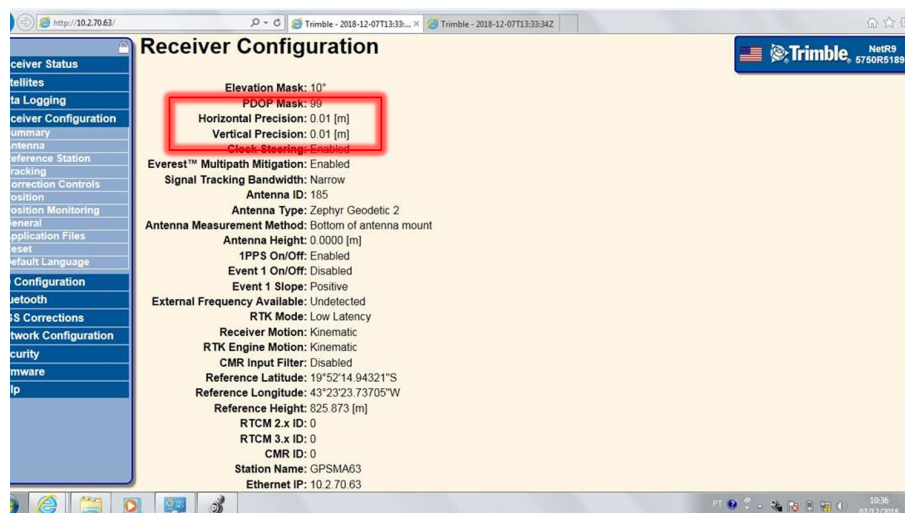 http://10.2.70.63/
Trimble - 2018-12-07T13:33:...
Trimble - 2018-12-07T13:33:34Z
Receiver Configuration
Trimble.
NetR9
5750R5189
ceiver Status
tellites
ta Logging
ceiver Configuration
ummary
ntenna
eference Station
racking
orrection Controls
osition
osition Monitoring
eneral
pplication Files
eset
efault Language
Configuration
uetooth
SS Corrections
twork Configuration
curity
mware
lp
Elevation Mask: 10°
PDOP Mask: 99
Horizontal Precision: 0.01 [m]
Vertical Precision: 0.01 [m]
Clock Steering: Enabled
Everest™ Multipath Mitigation: Enabled
Signal Tracking Bandwidth: Narrow
Antenna ID: 185
Antenna Type: Zephyr Geodetic 2
Antenna Measurement Method: Bottom of antenna mount
Antenna Height: 0.0000 [m]
1PPS On/Off: Enabled
Event 1 On/Off: Disabled
Event 1 Slope: Positive
External Frequency Available: Undetected
RTK Mode: Low Latency
Receiver Motion: Kinematic
RTK Engine Motion: Kinematic
CMR Input Filter: Disabled
Reference Latitude: 19°52'14.94321"S
Reference Longitude: 43°23'23.73705"W
Reference Height: 825.873 [m]
RTCM 2.x ID: 0
RTCM 3.x ID: 0
CMR ID: 0
Station Name: GPSMA63
Ethernet IP: 10.2.70.63
PT
10:36
07/12/2018